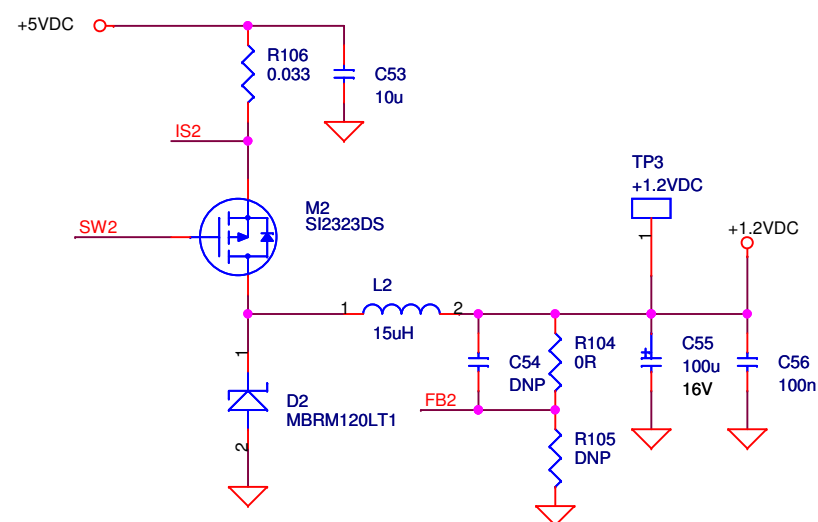 +5VDC
R106
0.033
C53
10u
IS2
TP3
+1.2VDC
1
M2
SI2323DS
SW2
+1.2VDC
L2
1
2
15uH
1
D2
MBRM120LT1
2
C54
DNP
R104
0R
C55
100u
16V
C56
100n
FB2
R105
DNP